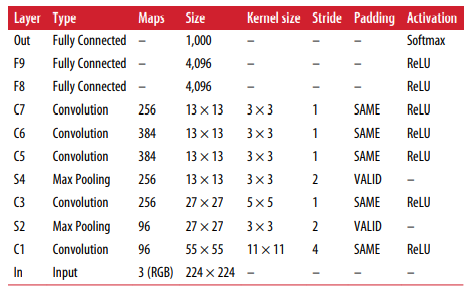 Layer Type Maps Size Kernel size Stride Padding Activation
Out Fully Connected – 1,000 – – – Softmax
F9 Fully Connected – 4,096 – – – ReLU
F8 Fully Connected – 4,096 – – – ReLU
C7 Convolution 256 13 × 13 3 × 3 1 SAME ReLU
C6 Convolution 384 13 × 13 3 × 3 1 SAME ReLU
C5 Convolution 384 13 × 13 3 × 3 1 SAME ReLU
S4 Max Pooling 256 13 × 13 3 × 3 2 VALID –
C3 Convolution 256 27 × 27 5 × 5 1 SAME ReLU
S2 Max Pooling 96 27 × 27 3 × 3 2 VALID –
C1 Convolution 96 55 × 55 11 × 11 4 SAME ReLU
In Input 3 (RGB) 224 × 224 – – – –